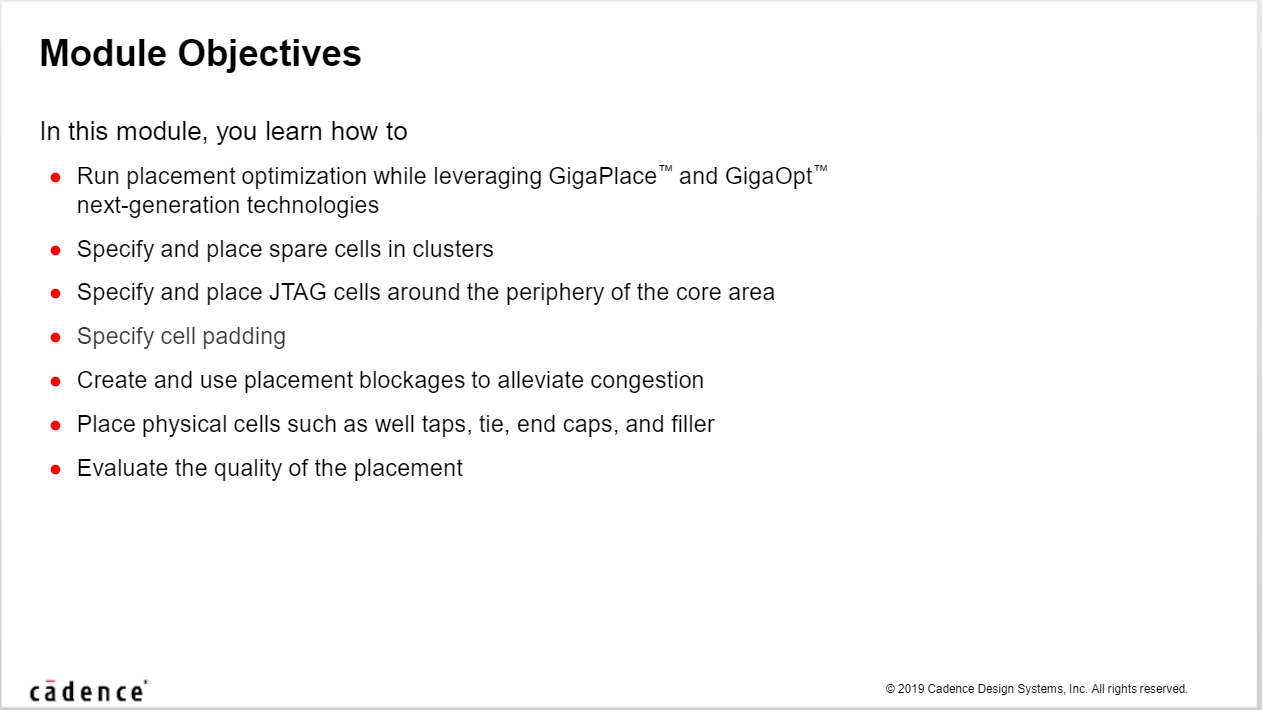 Module Objectives
In this module, you learn how to
● Run placement optimization while leveraging GigaPlace™ and GigaOpt™
next-generation technologies
● Specify and place spare cells in clusters
● Specify and place JTAG cells around the periphery of the core area
● Specify cell padding
● Create and use placement blockages to alleviate congestion
● Place physical cells such as well taps, tie, end caps, and filler
● Evaluate the quality of the placement
cādence
© 2019 Cadence Design Systems, Inc. All rights reserved.